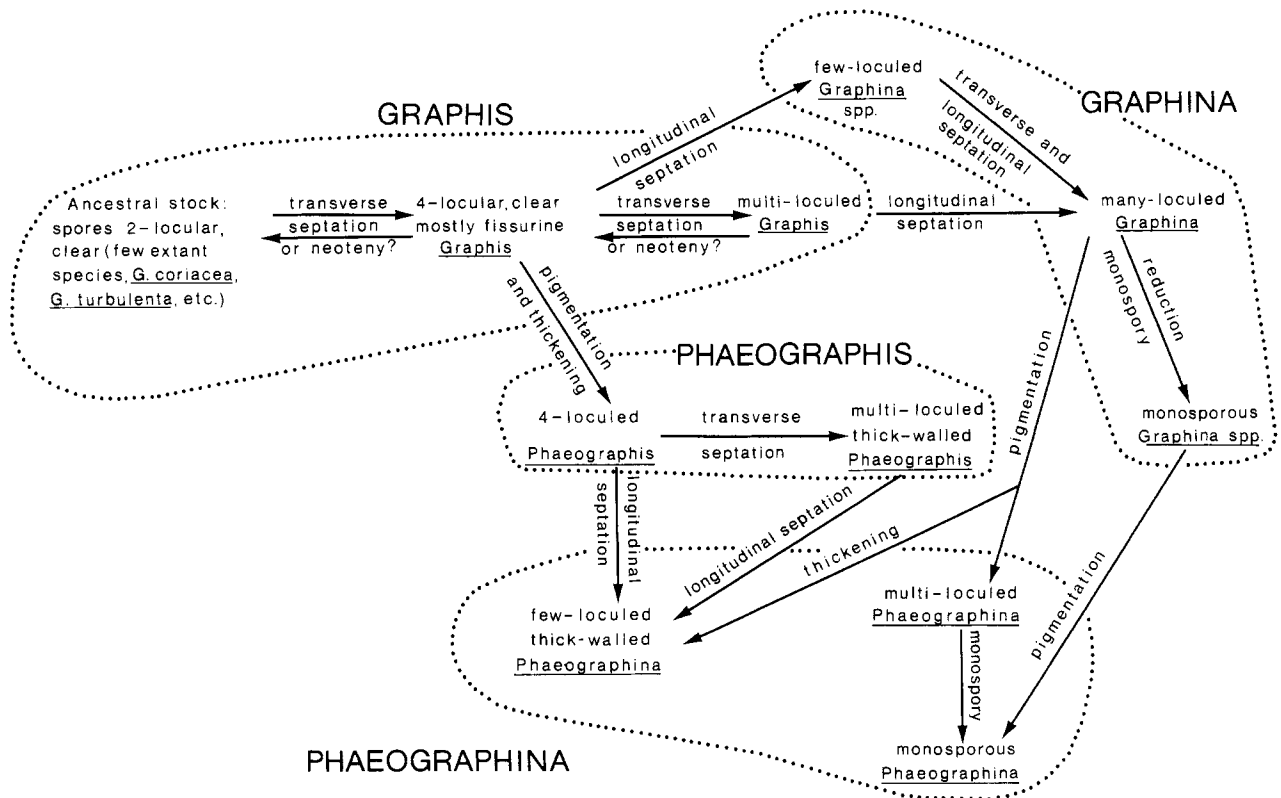 few-loculed
Graphina
spp.
GRAPHIS
GRAPHINA
transverse and
longitudinal
septation
longitudinal
septation
Ancestral stock:
spores 2-locular,
clear (few extant
species, G. coriacea,
G. turbulenta, etc.)
transverse
septation
or neoteny?
4-locular, clear
mostly fissurine
Graphis
transverse
septation
or neoteny?
multi-loculed
Graphis
longitudinal
septation
many-loculed
Graphina
pigmentation
and thickening
reduction
monospory
PHAEOGRAPHIS
4-loculed
Phaeographis
transverse
septation
multi-loculed
thick-walled
Phaeographis
pigmentation
monosporous
Graphina spp.
longitudinal
septation
longitudinal septation
thickening
pigmentation
few-loculed
thick-walled
Phaeographina
multi-loculed
Phaeographina
monospory
monosporous
Phaeographina
PHAEOGRAPHINA